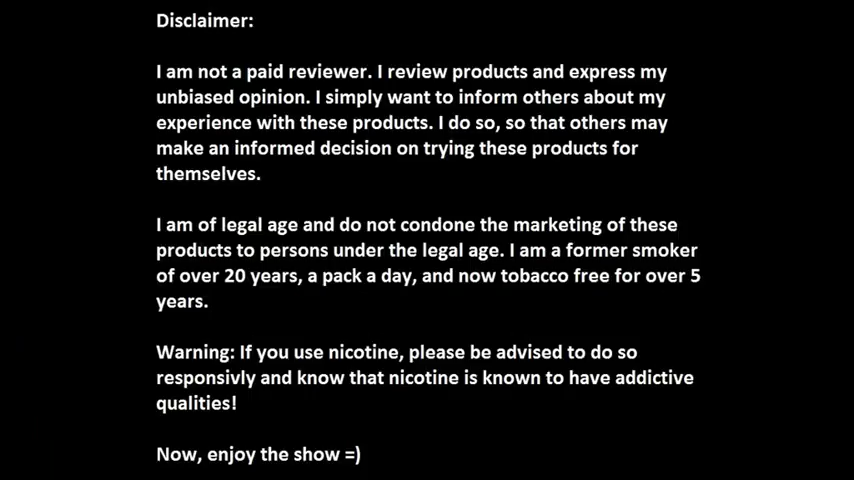 Disclaimer:
I am not a paid reviewer. I review products and express my
unbiased opinion. I simply want to inform others about my
experience with these products. I do so, so that others may
make an informed decision on trying these products for
themselves.
I am of legal age and do not condone the marketing of these
products to persons under the legal age. I am a former smoker
of over 20 years, a pack a day, and now tobacco free for over 5
years.
Warning: If you use nicotine, please be advised to do so
responsivly and know that nicotine is known to have addictive
qualities!
Now, enjoy the show =)